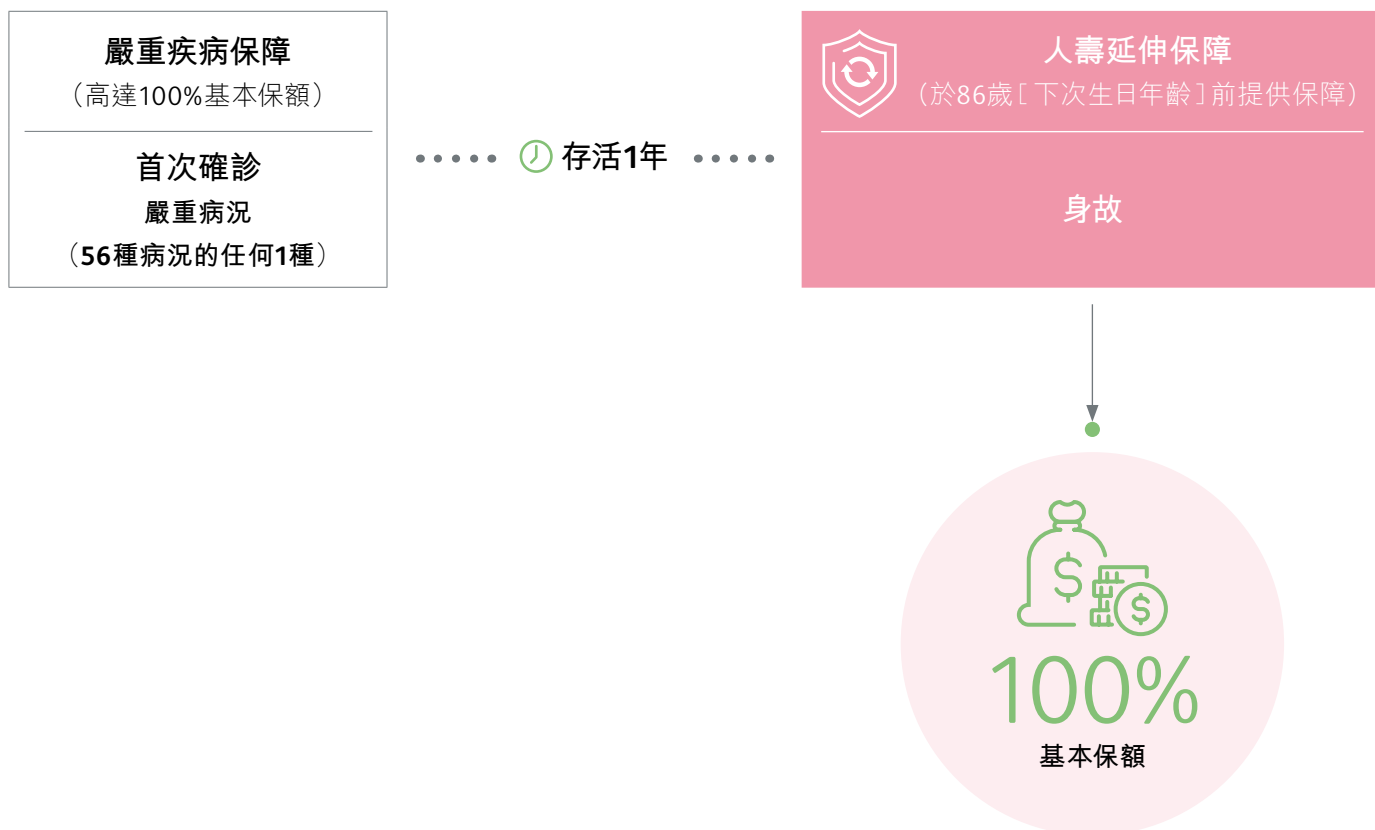 嚴重疾病保障
（高達100%基本保額）
首次確診
嚴重病況
（56種病況的任何1種）
存活1年
人壽延伸保障
（於86歲［下次生日年齡］前提供保障）
身故
$
$
100%
基本保額